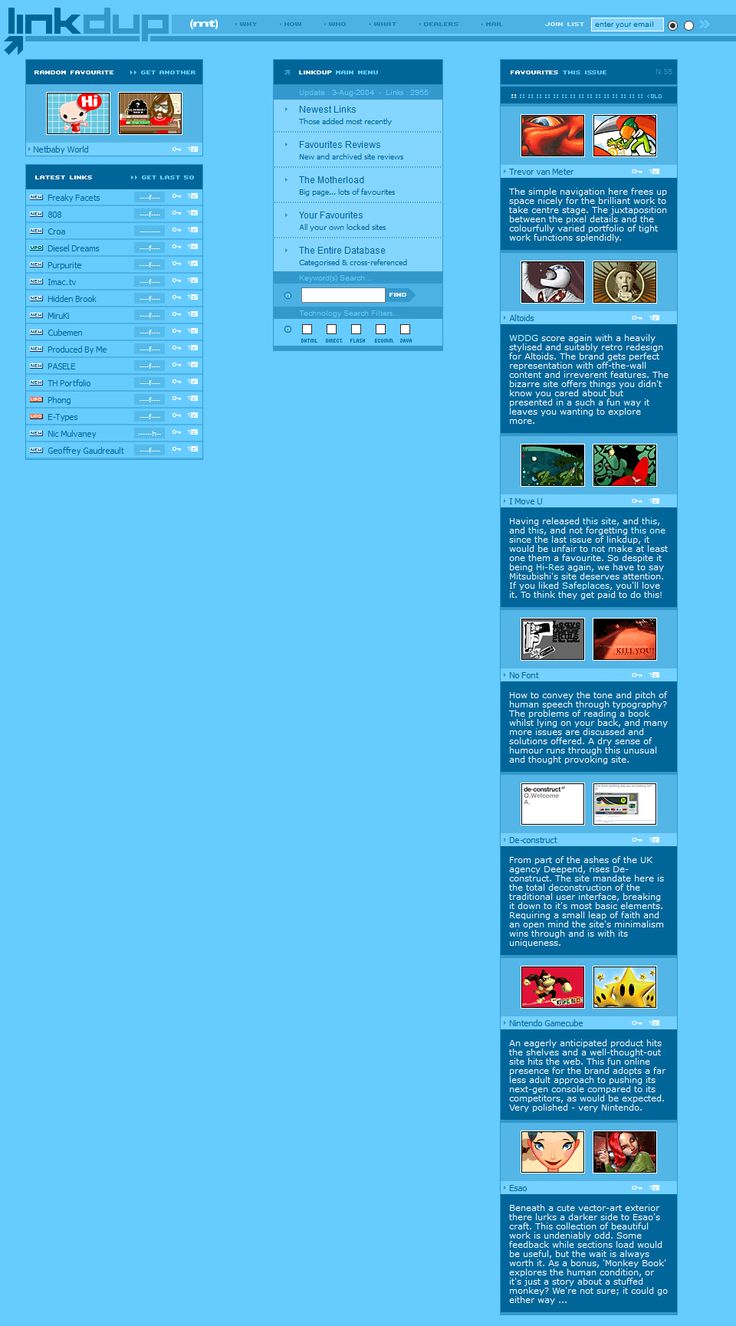 linkdup
(mt)
WHY
HOW
WHO
WHAT
DEALERS
MAIL
JOIN LIST
enter your email
RANDOM FAVOURITE
GET ANOTHER
Hi
Netbaby World
LATEST LINKS
GET LAST 50
NEW Freaky Facets ----f----
NEW 808 ----f----
NEW Croa ---------
UPD Diesel Dreams ----f----
NEW Purpurite ----f----
NEW Imac.tv ----f----
NEW Hidden Brook ----f----
NEW MiruKi ----f----
NEW Cubemen ----f----
NEW Produced By Me ----f----
NEW PASELE ----f----
NEW TH Portfolio ----f----
UPD Phong ----f----
UPD E-Types ----f----
NEW Nic Mulvaney ------h--
NEW Geoffrey Gaudreault ----f----
LINKDUP MAIN MENU
Update : 3-Aug-2004 - Links : 2955
Newest Links
Those added most recently
Favourites Reviews
New and archived site reviews
The Motherload
Big page... lots of favourites
Your Favourites
All your own locked sites
The Entire Database
Categorised & cross-referenced
Keyword(s) Search...
FIND
Technology Search Filters...
DHTML
DIRECT.
FLASH
ECOMM.
JAVA
FAVOURITES THIS ISSUE
N.35
<OLD
Trevor van Meter
The simple navigation here frees up
space nicely for the brilliant work to
take centre stage. The juxtaposition
between the pixel details and the
colourfully varied portfolio of tight
work functions splendidly.
Altoids
WDDG score again with a heavily
stylised and suitably retro redesign
for Altoids. The brand gets perfect
representation with off-the-wall
content and irreverent features. The
bizarre site offers things you didn't
know you cared about but
presented in a such a fun way it
leaves you wanting to explore
more.
I Move U
Having released this site, and this,
and this, and not forgetting this one
since the last issue of linkdup, it
would be unfair to not make at least
one them a favourite. So despite it
being Hi-Res again, we have to say
Mitsubishi's site deserves attention.
If you liked Safeplaces, you'll love
it. To think they get paid to do this!
KILL YOU!
No Font
How to convey the tone and pitch of
human speech through typography?
The problems of reading a book
whilst lying on your back, and many
more issues are discussed and
solutions offered. A dry sense of
humour runs through this unusual
and thought provoking site.
de-construct
Q.Welcome
A.
De-construct
From part of the ashes of the UK
agency Deepend, rises De-
construct. The site mandate here is
the total deconstruction of the
traditional user interface, breaking
it down to it's most basic elements.
Requiring a small leap of faith and
an open mind the site's minimalism
wins through and is with its
uniqueness.
Nintendo Gamecube
An eagerly anticipated product hits
the shelves and a well-thought-out
site hits the web. This fun online
presence for the brand adopts a far
less adult approach to pushing its
next-gen console compared to its
competitors, as would be expected.
Very polished - very Nintendo.
Esao
Beneath a cute vector-art exterior
there lurks a darker side to Esao's
craft. This collection of beautiful
work is undeniably odd. Some
feedback while sections load would
be useful, but the wait is always
worth it. As a bonus, 'Monkey Book'
explores the human condition, or
it's just a story about a stuffed
monkey? We're not sure; it could go
either way ...